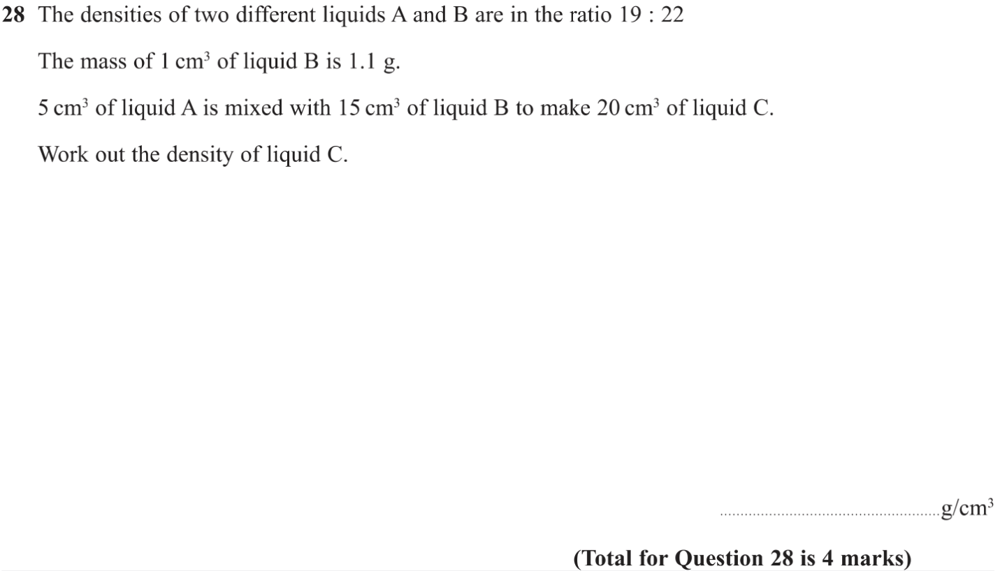 28 The densities of two different liquids A and B are in the ratio 19 : 22
The mass of 1 cm³ of liquid B is 1.1 g.
5 cm³ of liquid A is mixed with 15 cm³ of liquid B to make 20 cm³ of liquid C.
Work out the density of liquid C.
......................................................g/cm³
(Total for Question 28 is 4 marks)